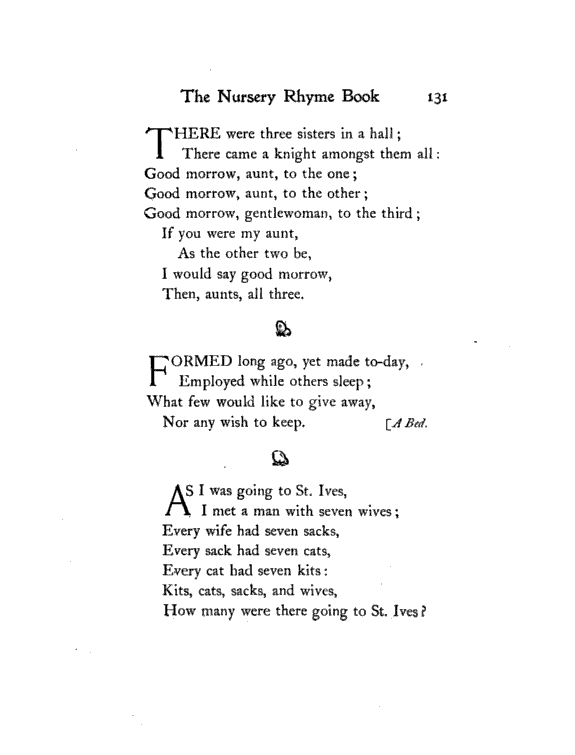 The Nursery Rhyme Book 131
THERE were three sisters in a hall ;
There came a knight amongst them all :
Good morrow, aunt, to the one ;
Good morrow, aunt, to the other ;
Good morrow, gentlewoman, to the third ;
If you were my aunt,
As the other two be,
I would say good morrow,
Then, aunts, all three.
FORMED long ago, yet made to-day,
Employed while others sleep ;
What few would like to give away,
Nor any wish to keep. [A Bed.
AS I was going to St. Ives,
I met a man with seven wives ;
Every wife had seven sacks,
Every sack had seven cats,
Every cat had seven kits :
Kits, cats, sacks, and wives,
How many were there going to St. Ives ?